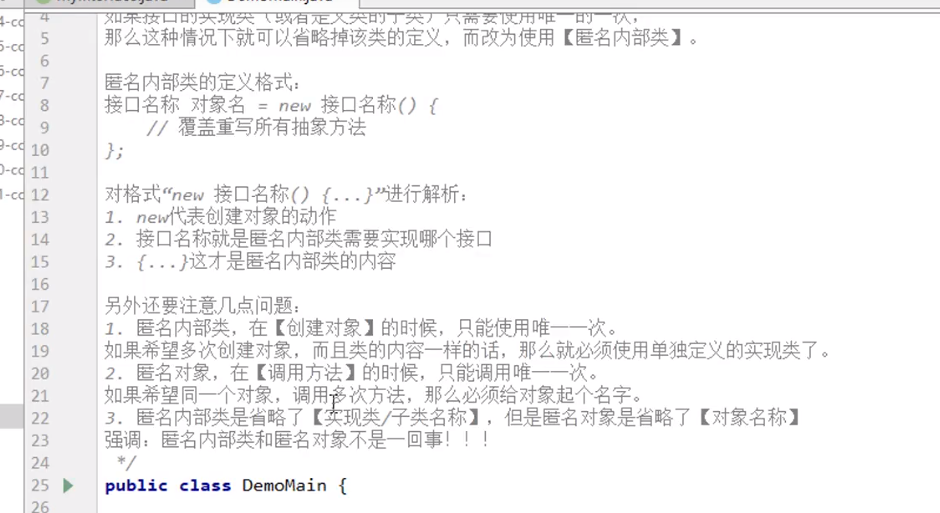 DemoMain.java
4 如果接口的实现类（或者是父类的子类）只需要使用唯一的一次，
5 那么这种情况下就可以省略掉该类的定义，而改为使用【匿名内部类】。
6
7 匿名内部类的定义格式：
8 接口名称 对象名 = new 接口名称() {
9 // 覆盖重写所有抽象方法
10 };
11
12 对格式“new 接口名称() {...}”进行解析：
13 1. new代表创建对象的动作
14 2. 接口名称就是匿名内部类需要实现哪个接口
15 3. {...}这才是匿名内部类的内容
16
17 另外还要注意几点问题：
18 1. 匿名内部类，在【创建对象】的时候，只能使用唯一一次。
19 如果希望多次创建对象，而且类的内容一样的话，那么就必须使用单独定义的实现类了。
20 2. 匿名对象，在【调用方法】的时候，只能调用唯一一次。
21 如果希望同一个对象，调用多次方法，那么必须给对象起个名字。
22 3. 匿名内部类是省略了【实现类/子类名称】，但是匿名对象是省略了【对象名称】
23 强调：匿名内部类和匿名对象不是一回事！！！
24 */
25 public class DemoMain {
26